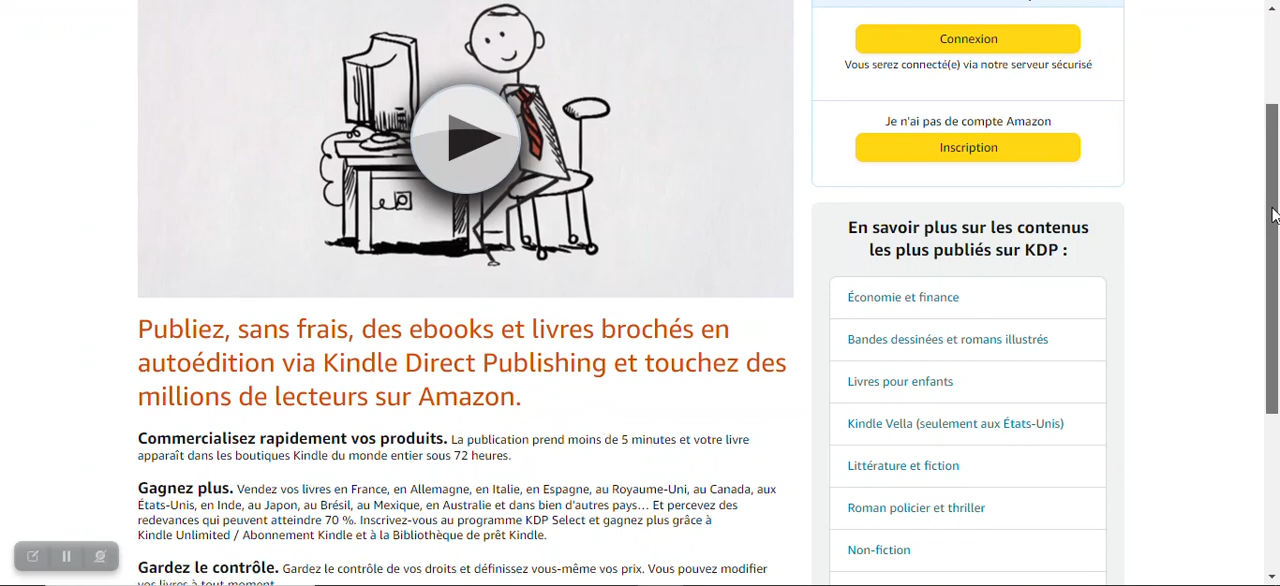 Connexion
Vous serez connecté(e) via notre serveur sécurisé
Je n'ai pas de compte Amazon
Inscription
En savoir plus sur les contenus
les plus publiés sur KDP :
Économie et finance
Bandes dessinées et romans illustrés
Livres pour enfants
Kindle Vella (seulement aux États-Unis)
Littérature et fiction
Roman policier et thriller
Non-fiction
Publiez, sans frais, des ebooks et livres brochés en
autoédition via Kindle Direct Publishing et touchez des
millions de lecteurs sur Amazon.
Commercialisez rapidement vos produits. La publication prend moins de 5 minutes et votre livre
apparaît dans les boutiques Kindle du monde entier sous 72 heures.
Gagnez plus. Vendez vos livres en France, en Allemagne, en Italie, en Espagne, au Royaume-Uni, au Canada, aux
États-Unis, en Inde, au Japon, au Brésil, au Mexique, en Australie et dans bien d'autres pays... Et percevez des
redevances qui peuvent atteindre 70 %. Inscrivez-vous au programme KDP Select et gagnez plus grâce à
Kindle Unlimited / Abonnement Kindle et à la Bibliothèque de prêt Kindle.
Gardez le contrôle. Gardez le contrôle de vos droits et définissez vous-même vos prix. Vous pouvez modifier
vos livres à tout moment.